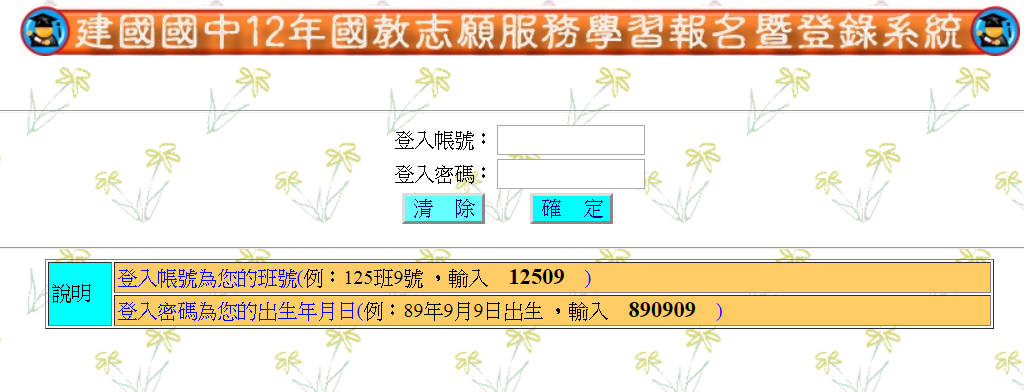 建國國中12年國教志願服務學習報名暨登錄系統
登入帳號：
登入密碼：
清　除　確　定
說明
登入帳號為您的班號(例：125班9號，輸入　12509　)
登入密碼為您的出生年月日(例：89年9月9日出生，輸入　890909　)